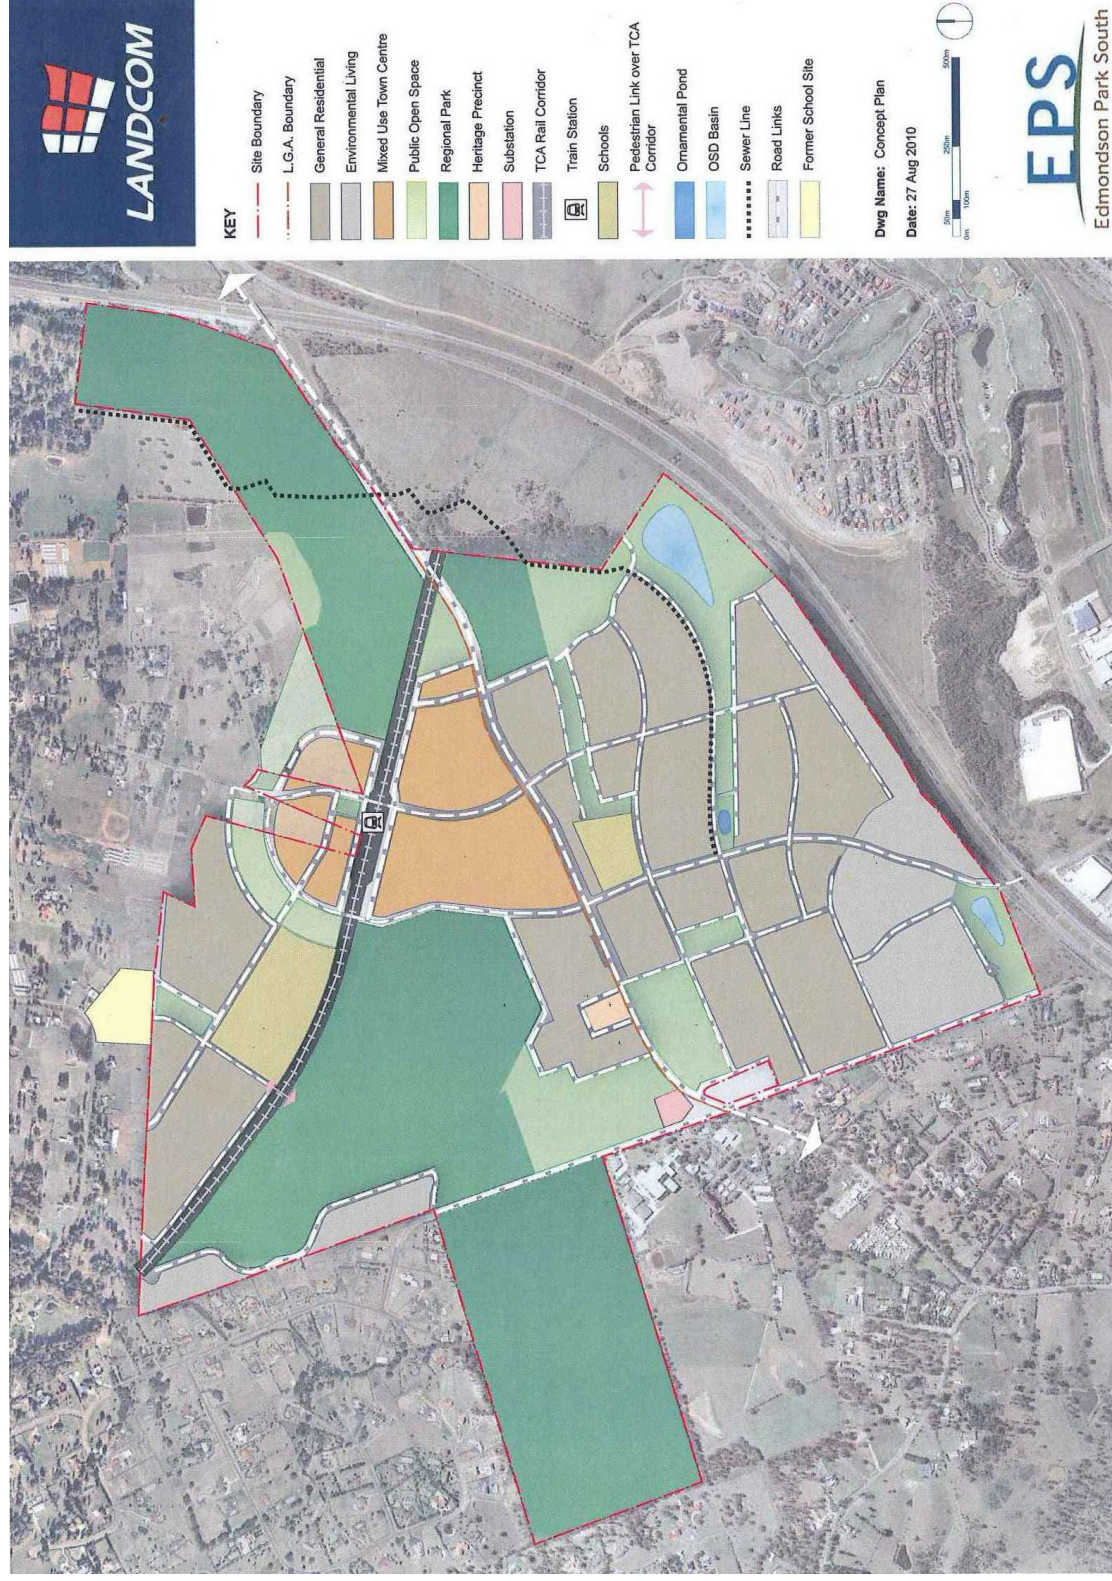 LANDCOM
KEY
Site Boundary
L.G.A. Boundary
General Residential
Environmental Living
Mixed Use Town Centre
Public Open Space
Regional Park
Heritage Precinct
Substation
TCA Rail Corridor
Train Station
Schools
Pedestrian Link over TCA
Corridor
Ornamental Pond
OSD Basin
Sewer Line
Road Links
Former School Site
Dwg Name: Concept Plan
Date: 27 Aug 2010
50m 250m 500m
0m 100m
EPS
Edmondson Park South